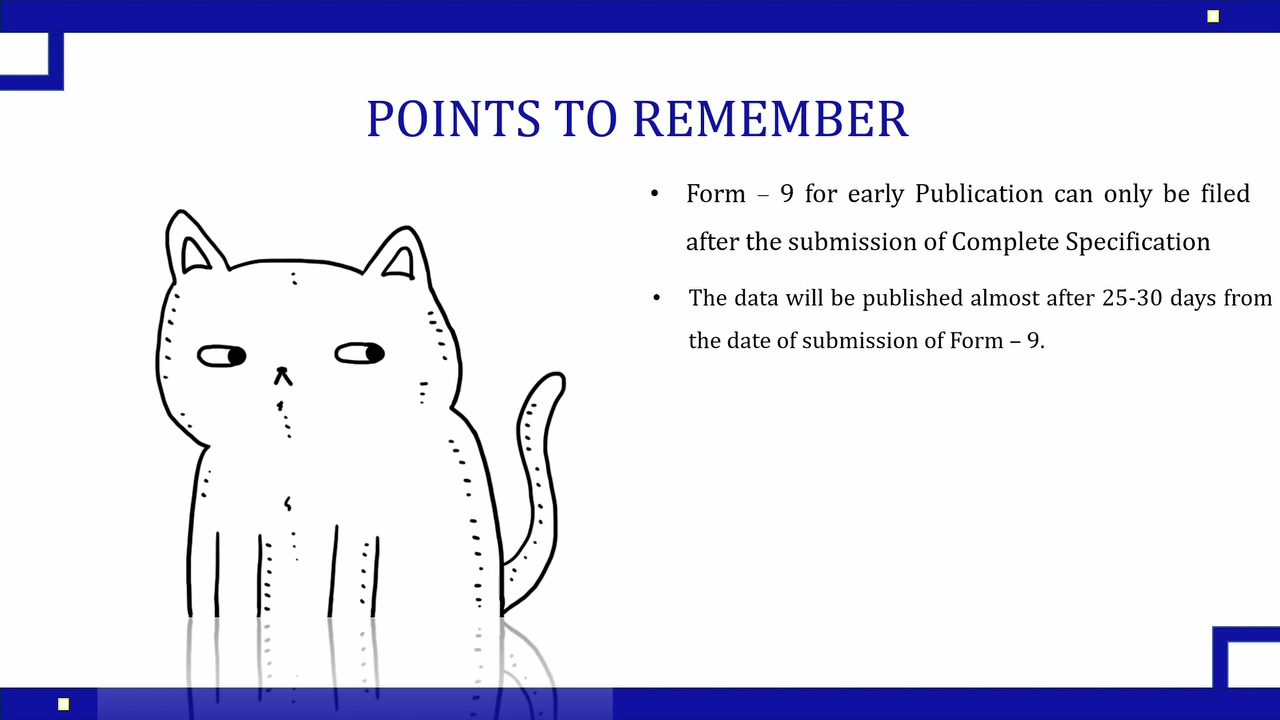 POINTS TO REMEMBER
• Form – 9 for early Publication can only be filed
after the submission of Complete Specification
• The data will be published almost after 25-30 days from
the date of submission of Form – 9.